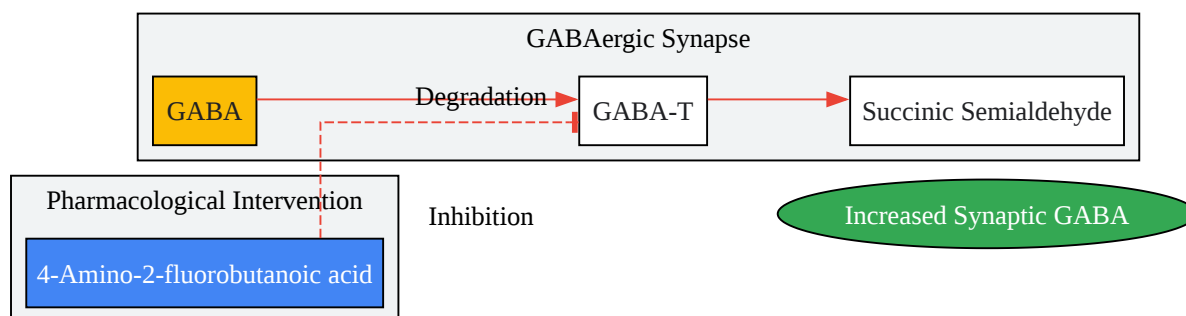 GABAergic Synapse
GABA
Degradation
GABA-T
Succinic Semialdehyde
Pharmacological Intervention
Inhibition
Increased Synaptic GABA
4-Amino-2-fluorobutanoic acid